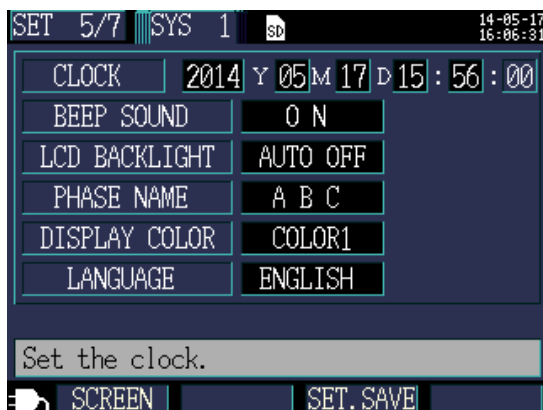 SET 5/7 SYS 1 SD 14-05-17
16:06:31
CLOCK 2014 Y 05 M 17 D 15 : 56 : 00
BEEP SOUND ON
LCD BACKLIGHT AUTO OFF
PHASE NAME A B C
DISPLAY COLOR COLOR1
LANGUAGE ENGLISH
Set the clock.
SCREEN SET.SAVE